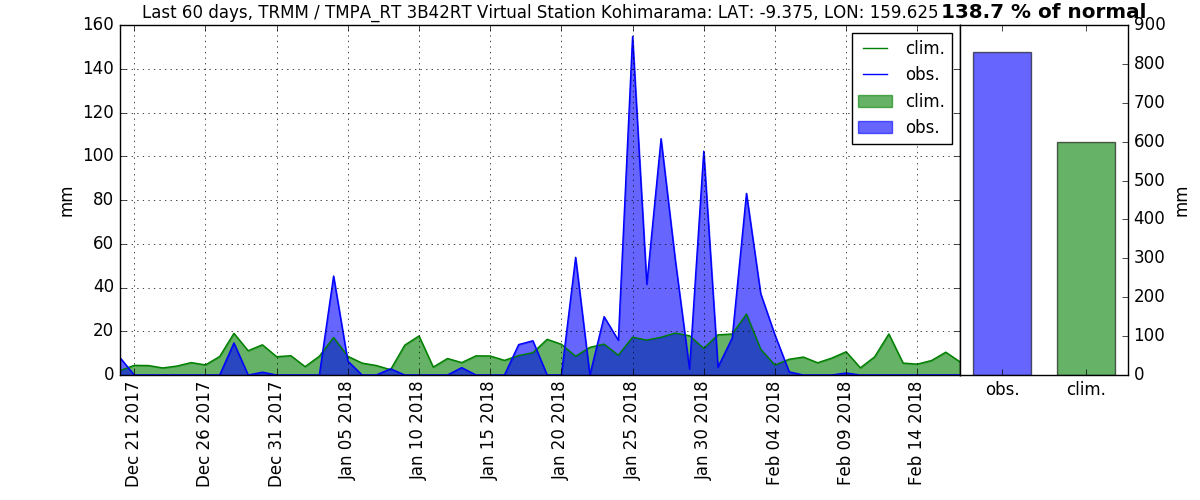 Last 60 days, TRMM / TMPA_RT 3B42RT Virtual Station Kohimarama: LAT: -9.375, LON: 159.625
138.7 % of normal
160
140
120
100
80
60
40
20
0
mm
clim.
obs.
clim.
obs.
Dec 21 2017
Dec 26 2017
Dec 31 2017
Jan 05 2018
Jan 10 2018
Jan 15 2018
Jan 20 2018
Jan 25 2018
Jan 30 2018
Feb 04 2018
Feb 09 2018
Feb 14 2018
900
800
700
600
500
400
300
200
100
0
mm
obs.
clim.